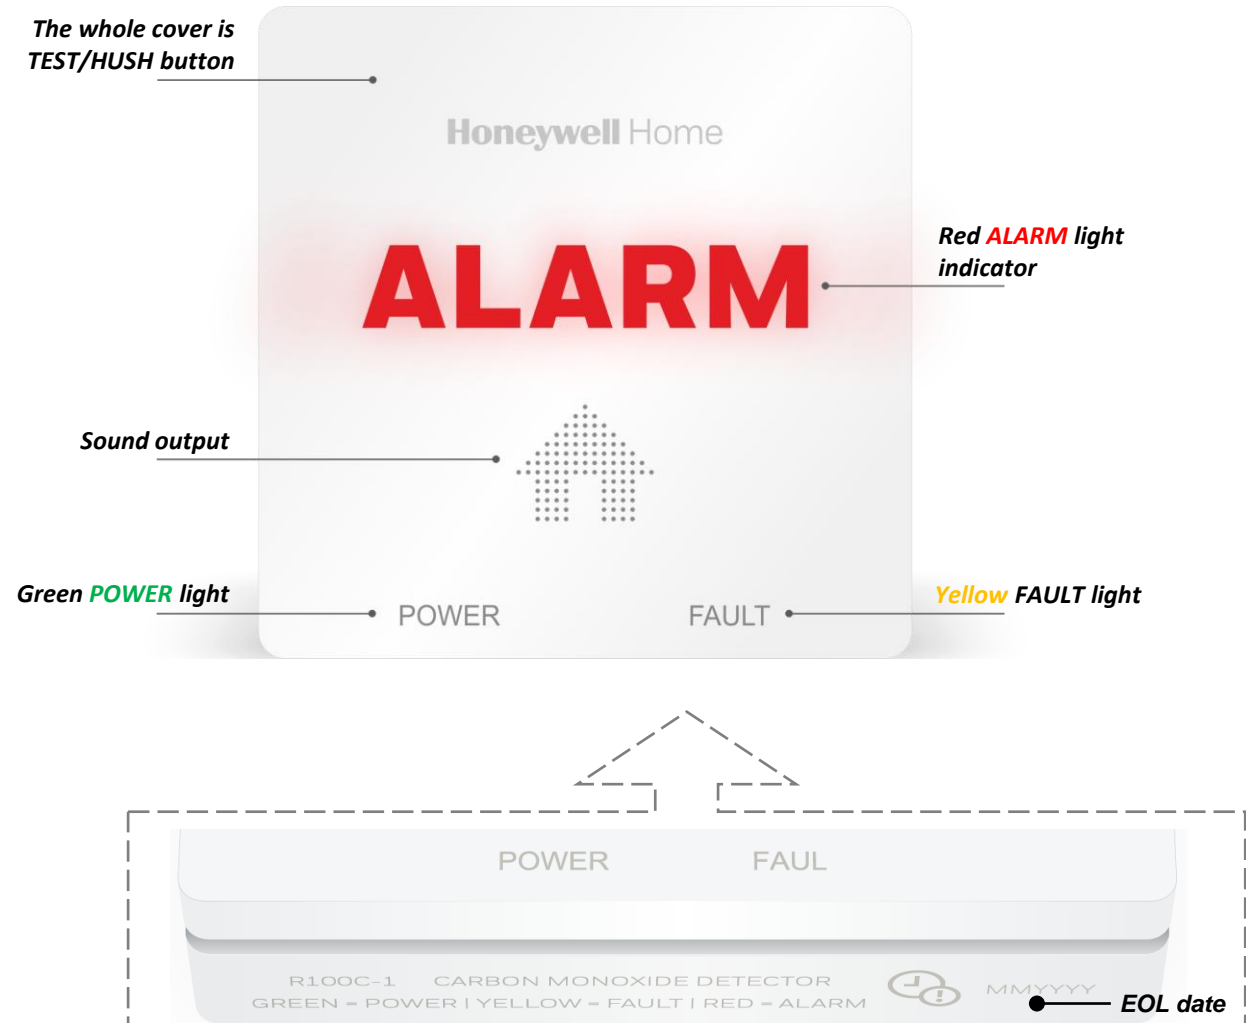 The whole cover is
TEST/HUSH button
Honeywell Home
ALARM
Red ALARM light
indicator
Sound output
Green POWER light
Yellow FAULT light
POWER
FAULT
POWER
FAUL
R100C-1 CARBON MONOXIDE DETECTOR
GREEN = POWER | YELLOW = FAULT | RED = ALARM
MMYYYY
EOL date